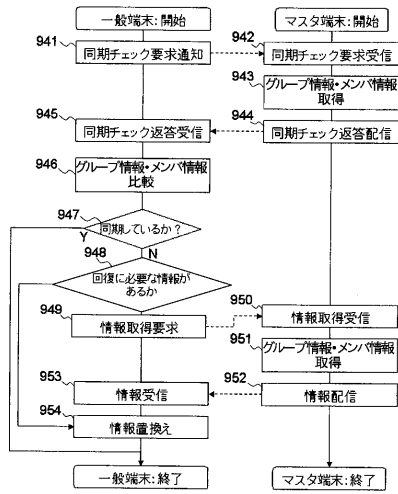 一般端末:開始
マスタ端末:開始
941
同期チェック要求通知
942
同期チェック要求受信
943
グループ情報・メンバ情報
取得
945
同期チェック返答受信
944
同期チェック返答配信
946
グループ情報・メンバ情報
比較
947
同期しているか?
Y
N
948
回復に必要な情報が
あるか
949
情報取得要求
950
情報取得受信
951
グループ情報・メンバ情報
取得
953
情報受信
952
情報配信
954
情報置換え
一般端末:終了
マスタ端末:終了